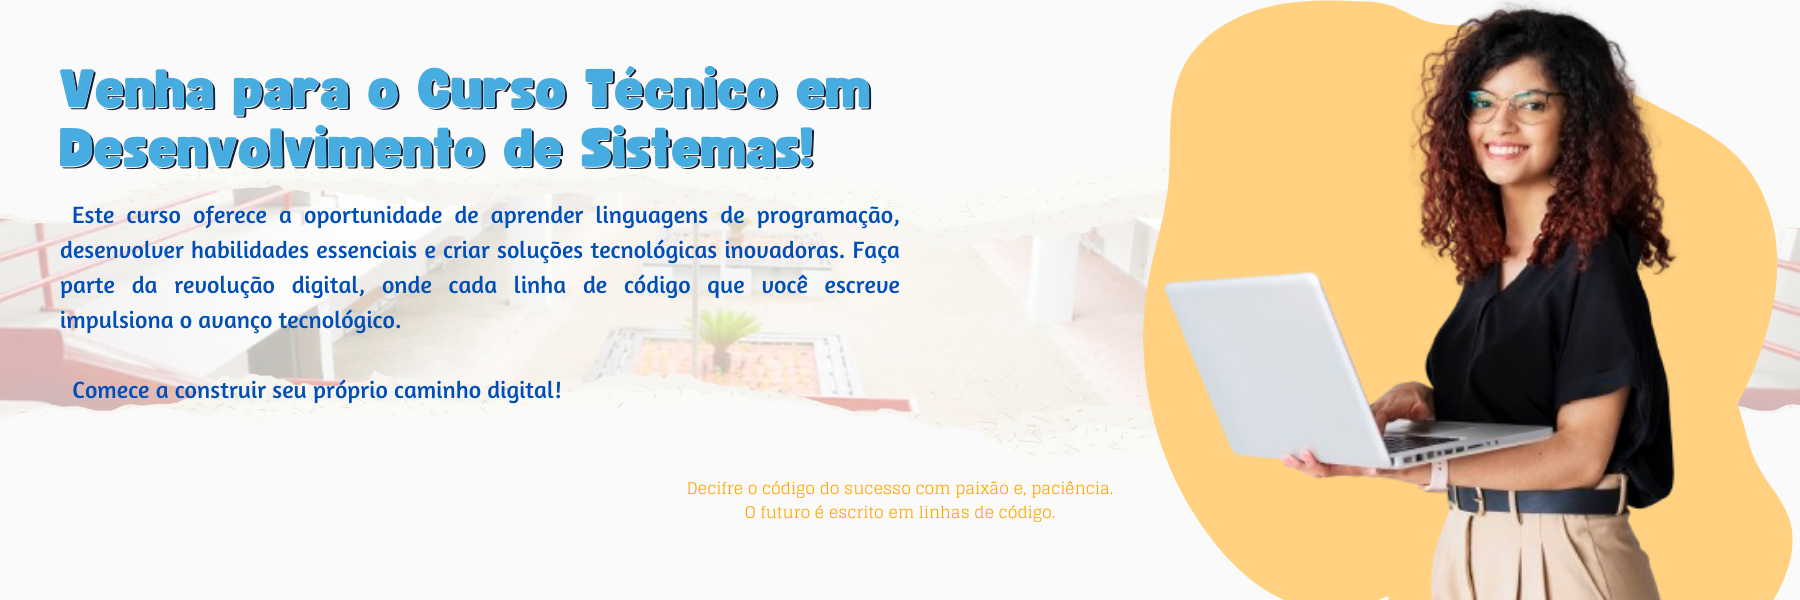 Venha para o Curso Técnico em
Desenvolvimento de Sistemas!
Este curso oferece a oportunidade de aprender linguagens de programação,
desenvolver habilidades essenciais e criar soluções tecnológicas inovadoras. Faça
parte da revolução digital, onde cada linha de código que você escreve
impulsiona o avanço tecnológico.
Comece a construir seu próprio caminho digital!
Decifre o código do sucesso com paixão e, paciência.
O futuro é escrito em linhas de código.